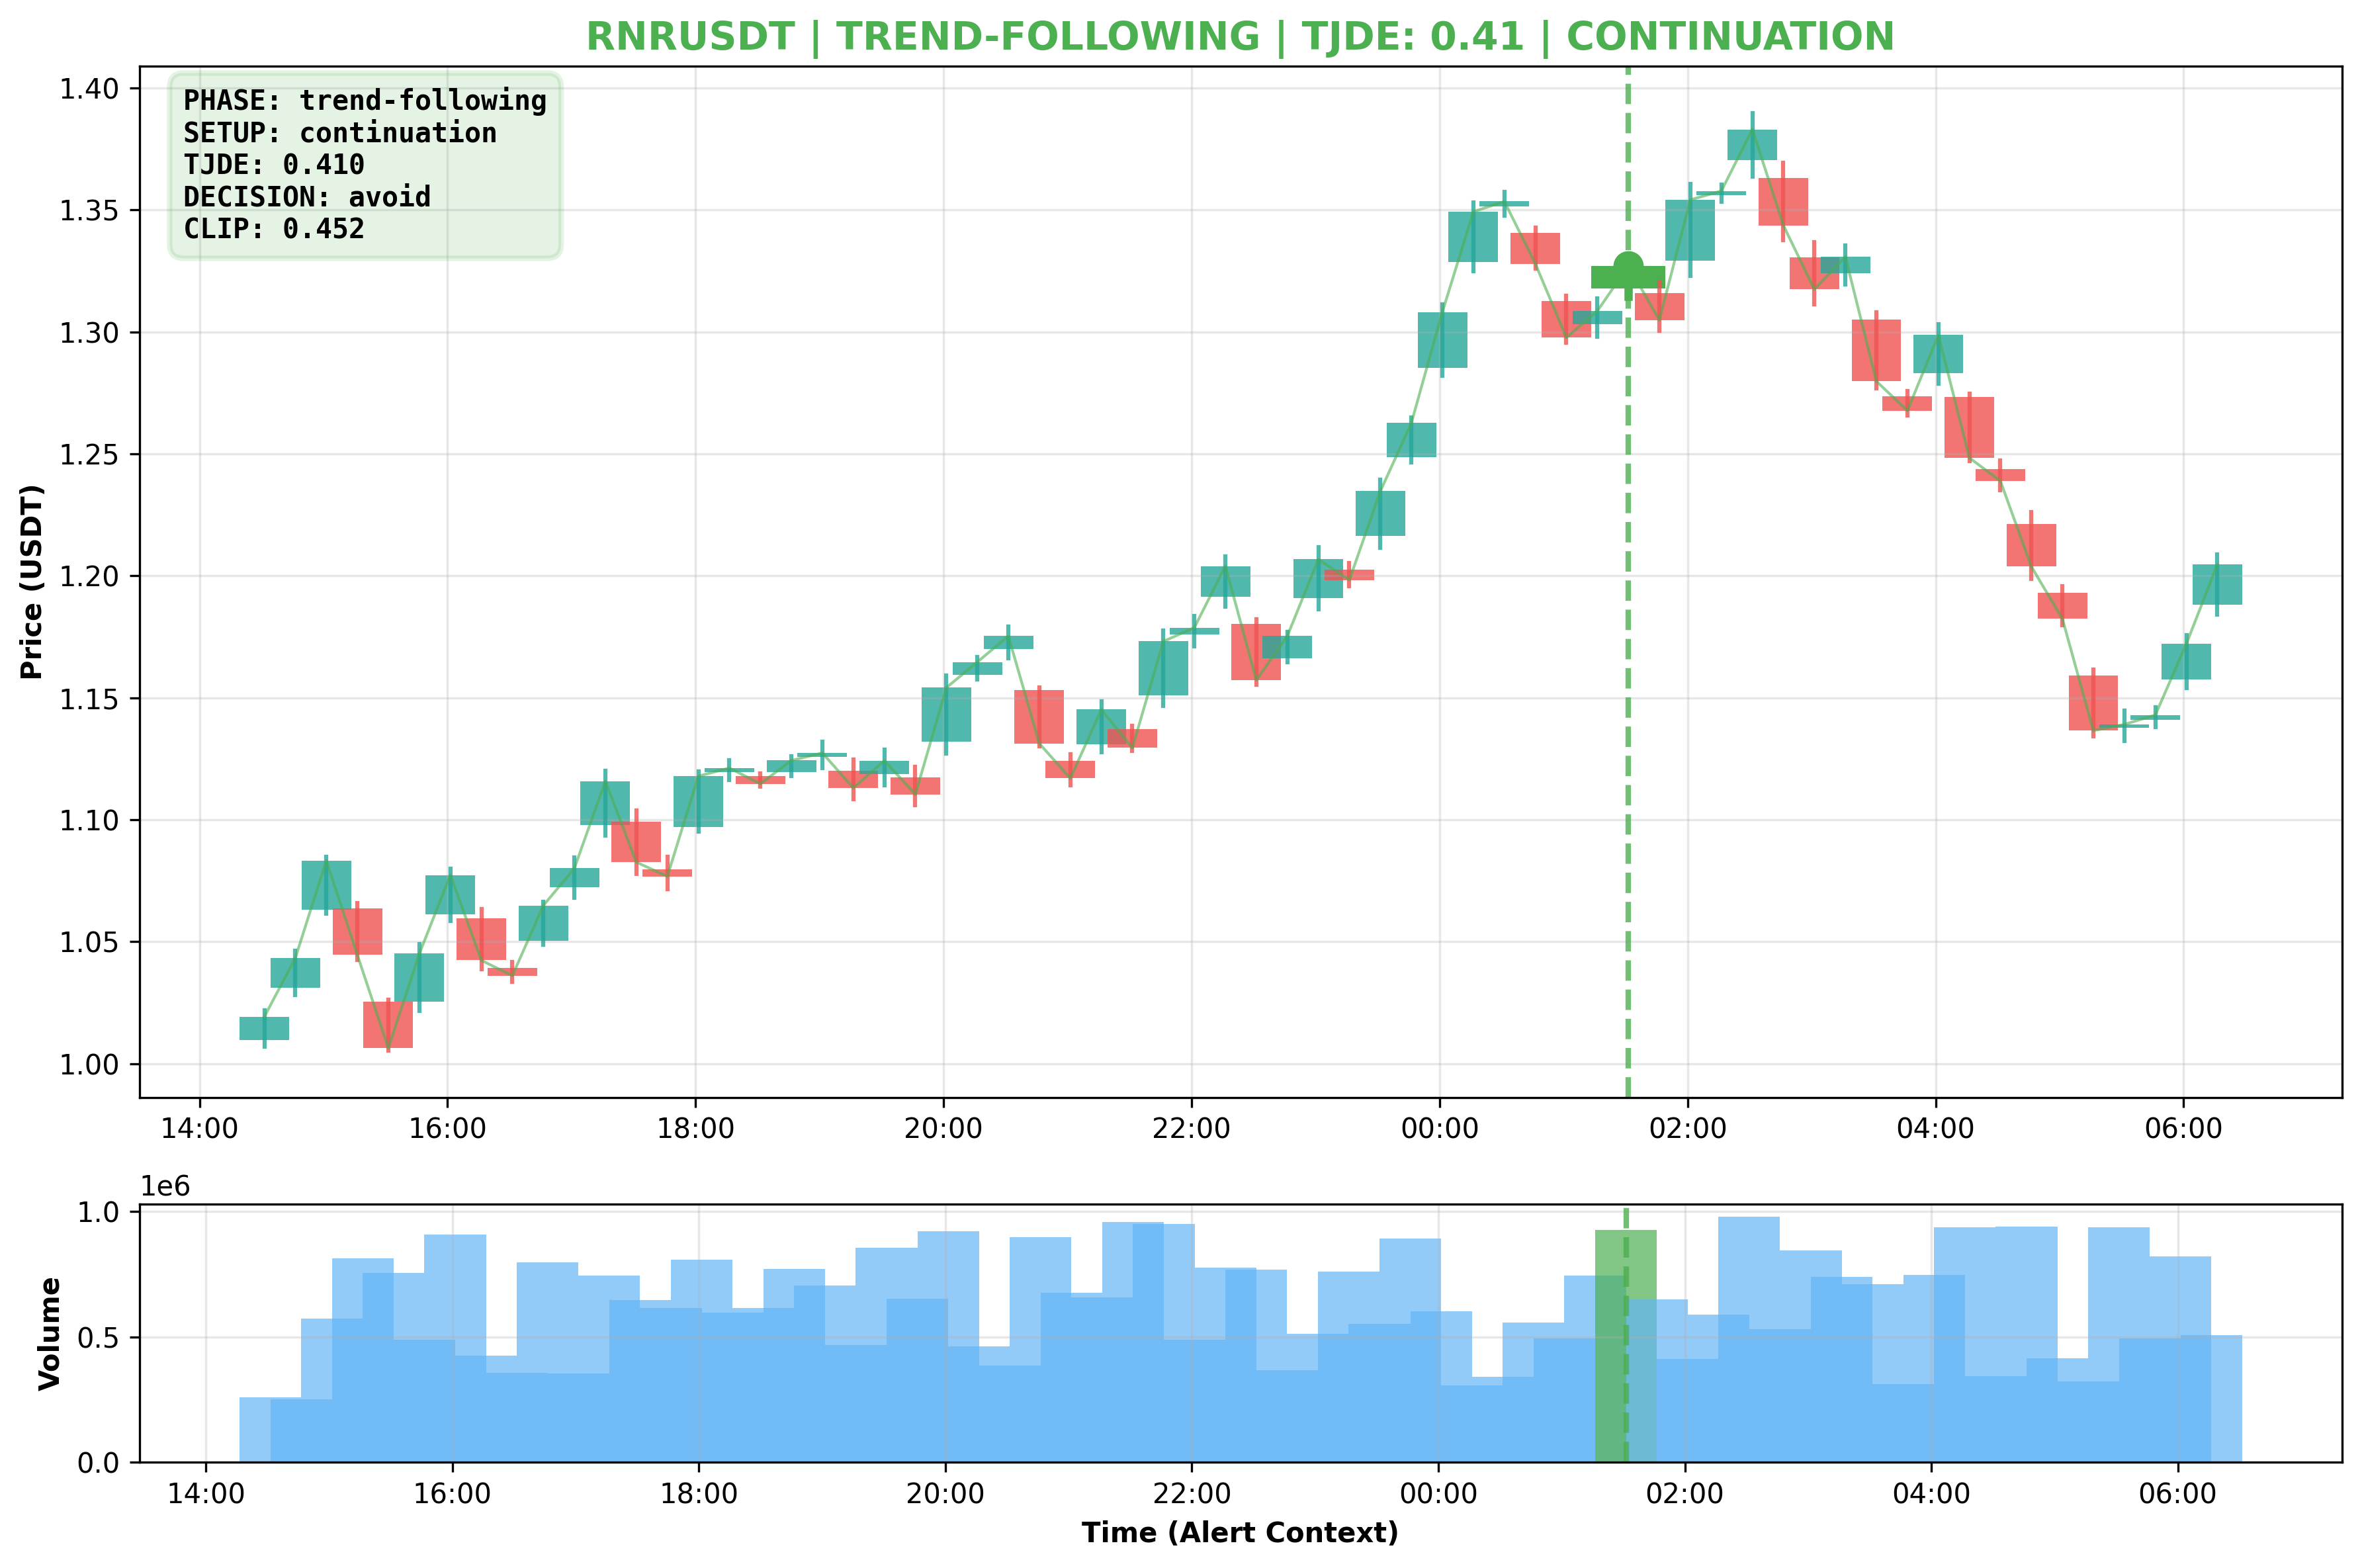 RNRUSDT | TREND-FOLLOWING | TJDE: 0.41 | CONTINUATION
PHASE: trend-following
SETUP: continuation
TJDE: 0.410
DECISION: avoid
CLIP: 0.452
Price (USDT)
1.40
1.35
1.30
1.25
1.20
1.15
1.10
1.05
1.00
14:00 16:00 18:00 20:00 22:00 00:00 02:00 04:00 06:00
1e6
Volume
1.0
0.5
0.0
14:00 16:00 18:00 20:00 22:00 00:00 02:00 04:00 06:00
Time (Alert Context)